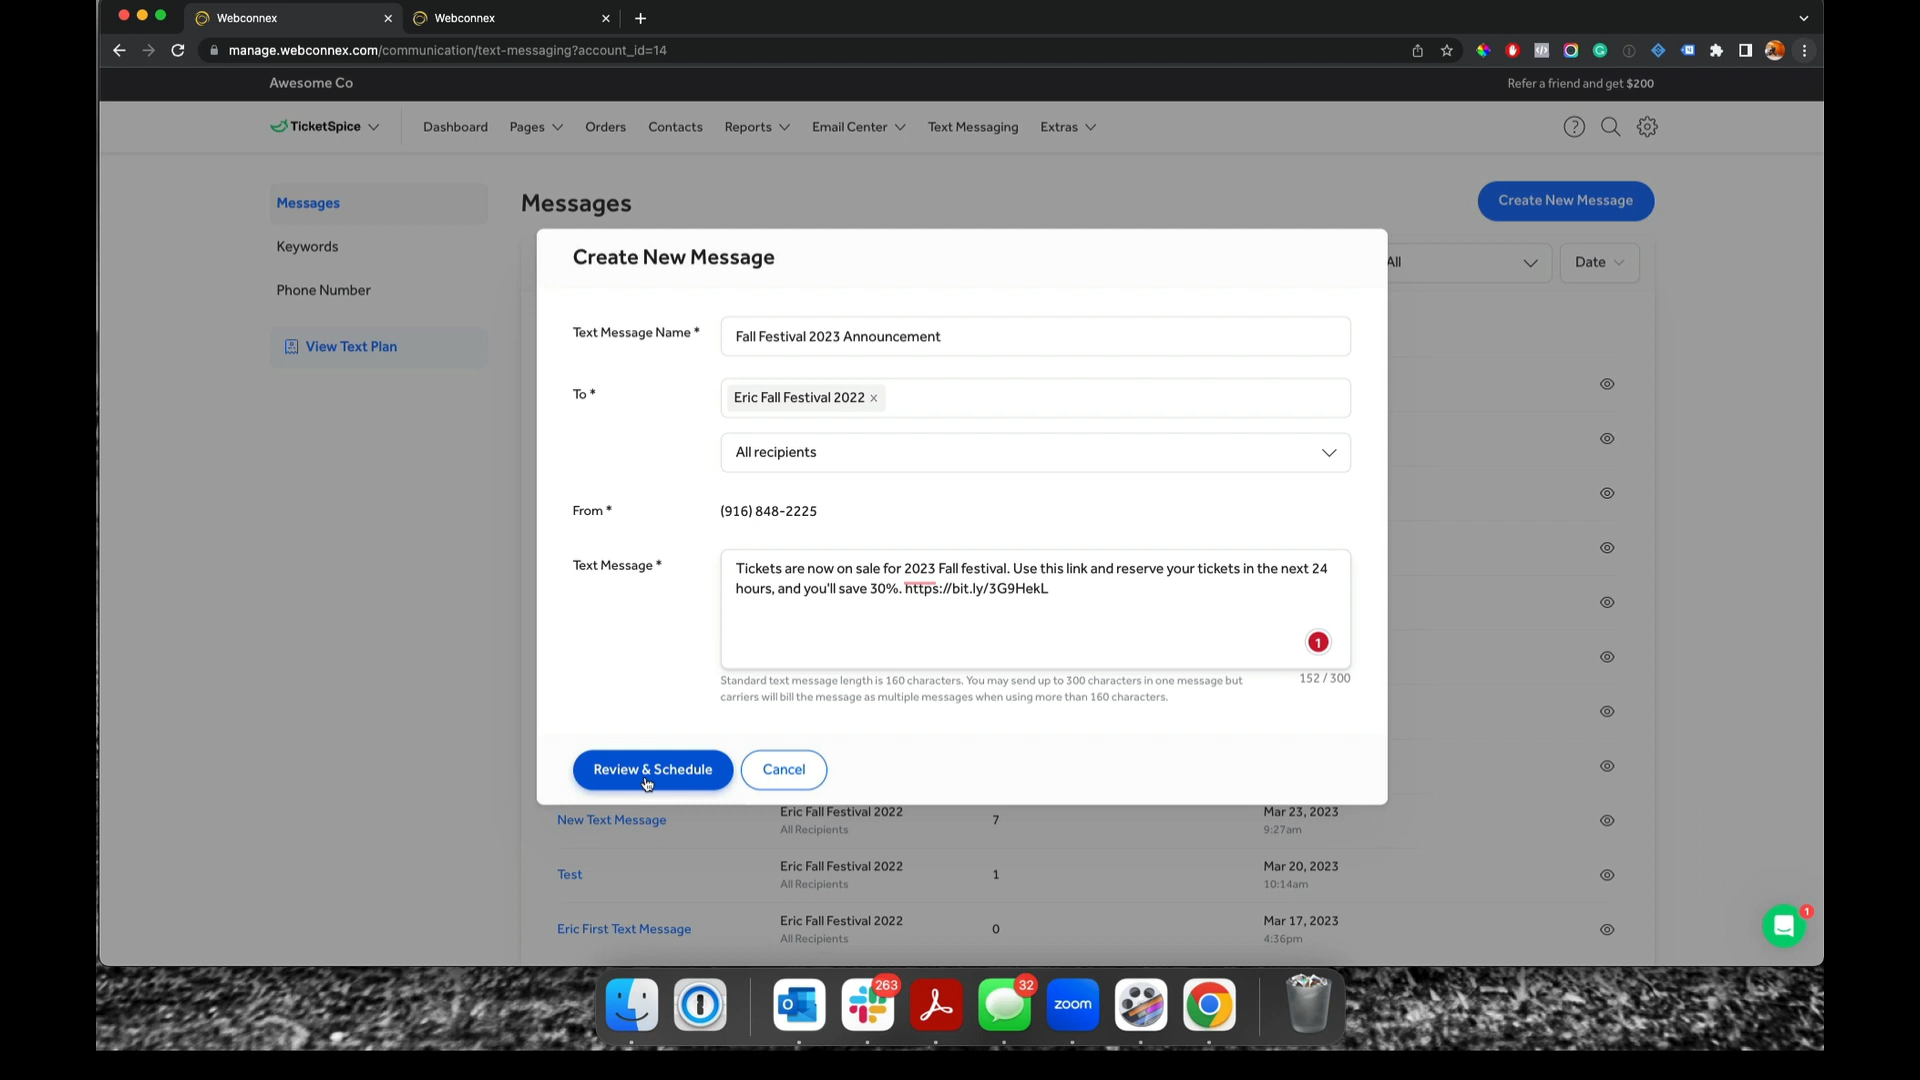 Webconnex
Webconnex
manage.webconnex.com/communication/text-messaging?account_id=14
Awesome Co
Refer a friend and get $200
TicketSpice
Dashboard
Pages
Orders
Contacts
Reports
Email Center
Text Messaging
Extras
Messages
Keywords
Phone Number
View Text Plan
Messages
Create New Message
All
Date
Create New Message
Text Message Name *
Fall Festival 2023 Announcement
To *
Eric Fall Festival 2022 ×
All recipients
From *
(916) 848-2225
Text Message *
Tickets are now on sale for 2023 Fall festival. Use this link and reserve your tickets in the next 24
hours, and you'll save 30%. https://bit.ly/3G9HekL
1
Standard text message length is 160 characters. You may send up to 300 characters in one message but
carriers will bill the message as multiple messages when using more than 160 characters.
152 / 300
Review & Schedule
Cancel
New Text Message
Eric Fall Festival 2022
All Recipients
7
Mar 23, 2023
9:27am
Test
Eric Fall Festival 2022
All Recipients
1
Mar 20, 2023
10:14am
Eric First Text Message
Eric Fall Festival 2022
All Recipients
0
Mar 17, 2023
4:36pm
1
263
32
zoom